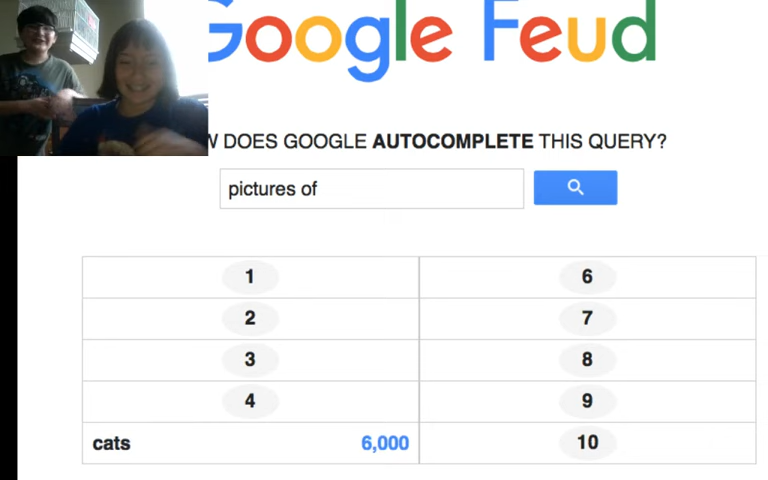 Google Feud
W DOES GOOGLE AUTOCOMPLETE THIS QUERY?
pictures of
1 6
2 7
3 8
4 9
cats 6,000 10